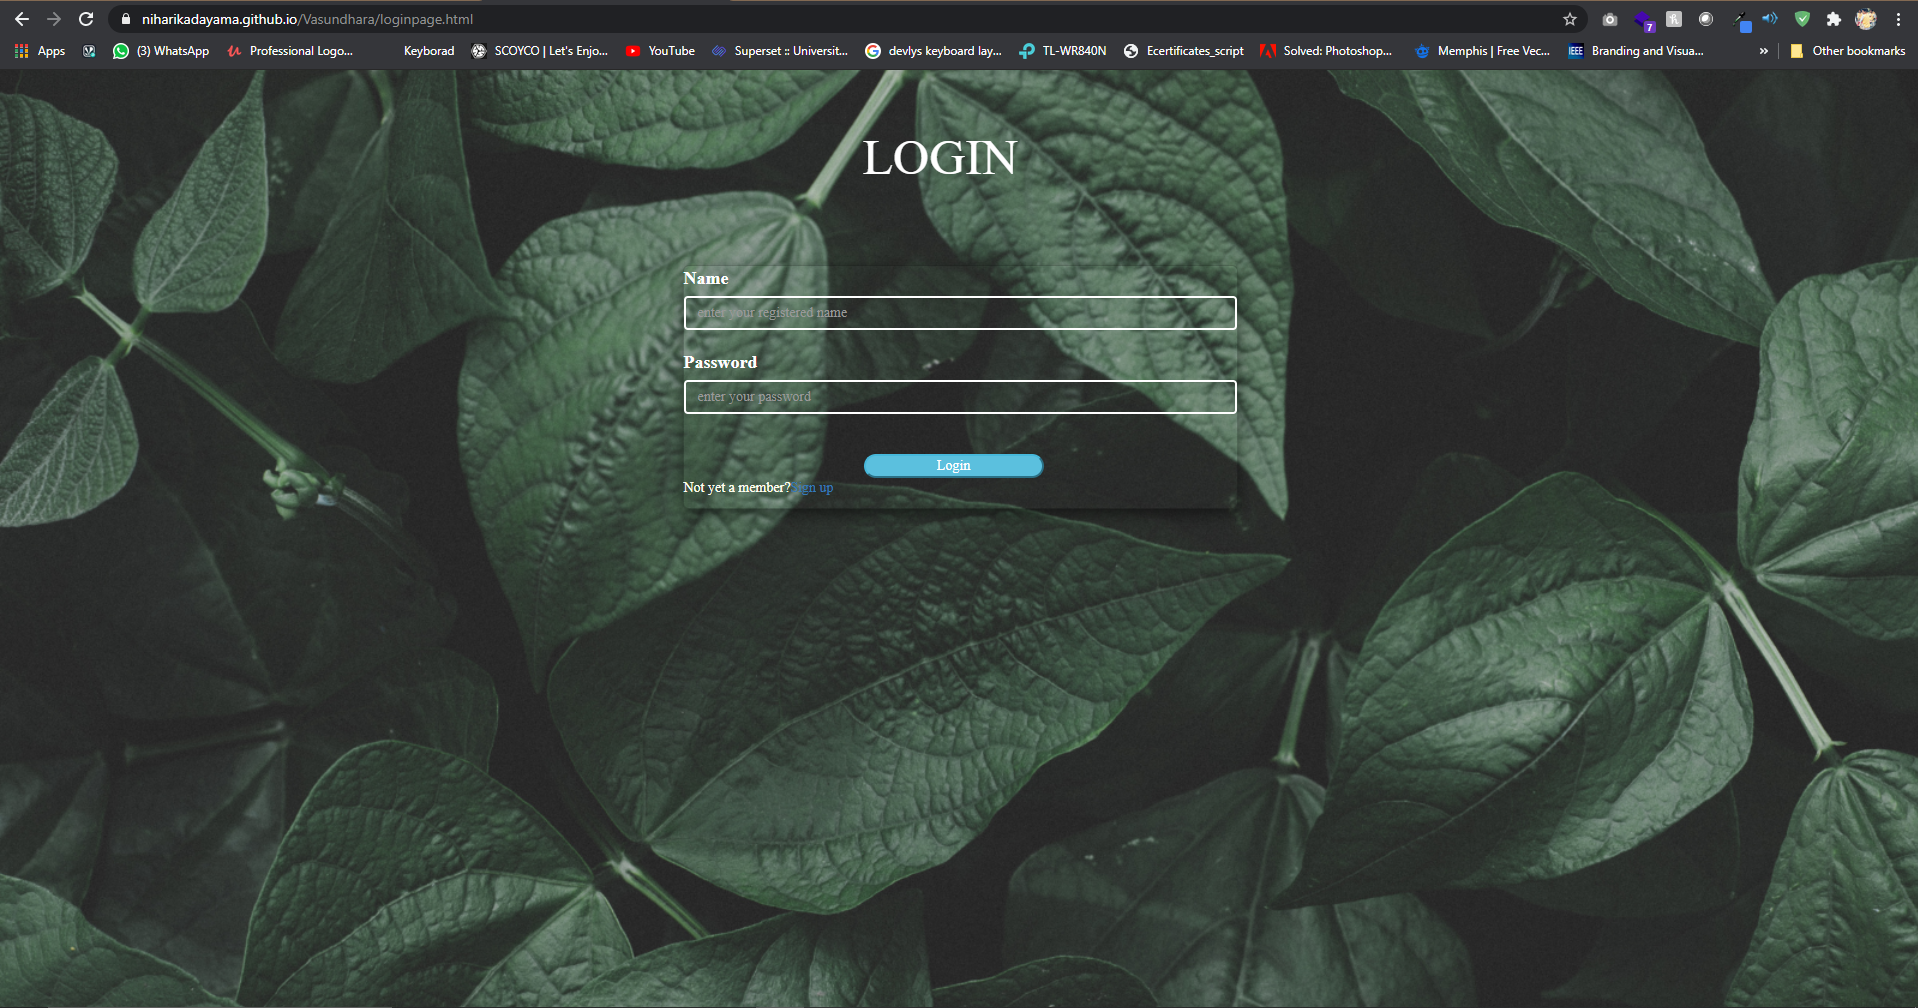 niharikadayama.github.io/Vasundhara/loginpage.html
7
Apps (3) WhatsApp Professional Logo... Keyborad SCOYCO | Let's Enjo... YouTube Superset :: Universit... devlys keyboard lay... TL-WR840N Ecertificates_script Solved: Photoshop... Memphis | Free Vec... IEEE Branding and Visua... » Other bookmarks
LOGIN
Name
enter your registered name
Password
enter your password
Login
Not yet a member?Sign up